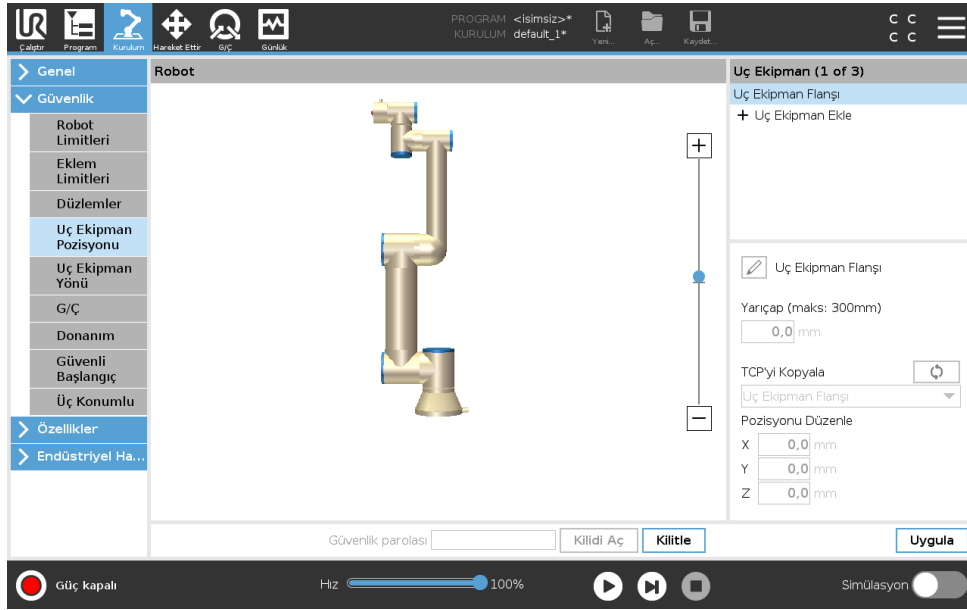 UR
PROGRAM <isimsiz>*
KURULUM default_1*
Çalıştır
Program
Kurulum
Hareket Ettir
G/Ç
Günlük
Yeni...
Aç...
Kaydet...
C C
C C
Genel
Güvenlik
Robot
Limitleri
Eklem
Limitleri
Düzlemler
Uç Ekipman
Pozisyonu
Uç Ekipman
Yönü
G/Ç
Donanım
Güvenli
Başlangıç
Üç Konumlu
Özellikler
Endüstriyel Ha...
Robot
Uç Ekipman (1 of 3)
Uç Ekipman Flanşı
+ Uç Ekipman Ekle
Uç Ekipman Flanşı
Yarıçap (maks: 300mm)
0,0 mm
TCP'yi Kopyala
Uç Ekipman Flanşı
Pozisyonu Düzenle
X 0,0 mm
Y 0,0 mm
Z 0,0 mm
Güvenlik parolası
Kilidi Aç
Kilitle
Uygula
Güç kapalı
Hız
100%
Simülasyon